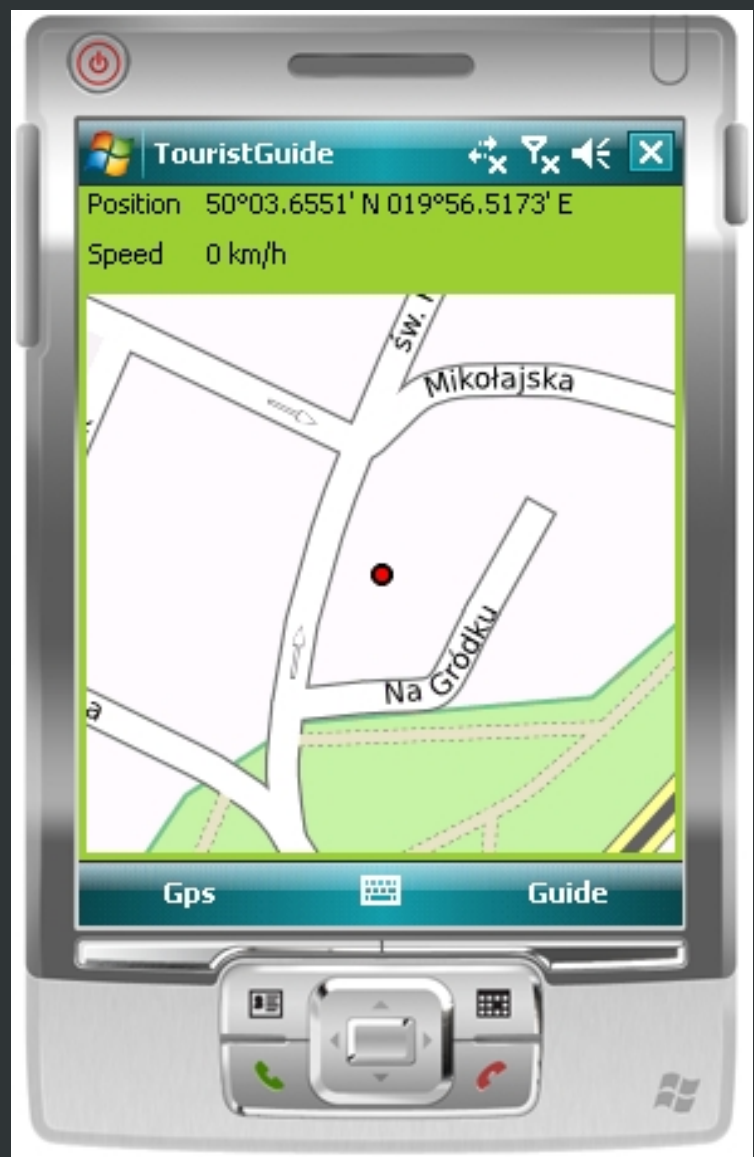 TouristGuide
Position 50°03.6551' N 019°56.5173' E
Speed 0 km/h
św.
Mikołajska
Na Gródku
a
Gps Guide